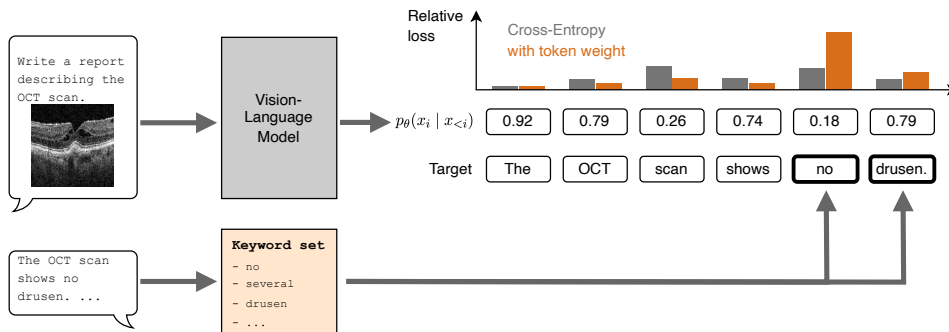 Write a report
describing the
OCT scan.
Vision-
Language
Model
Relative
loss
Cross-Entropy
with token weight
pθ(xi | x<i)
0.92 0.79 0.26 0.74 0.18 0.79
Target The OCT scan shows no drusen.
The OCT scan
shows no
drusen. ...
Keyword set
- no
- several
- drusen
- ...